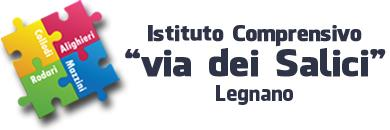 Collodi
Alighieri
Rodari
Mazzini
Istituto Comprensivo
“via dei Salici”
Legnano